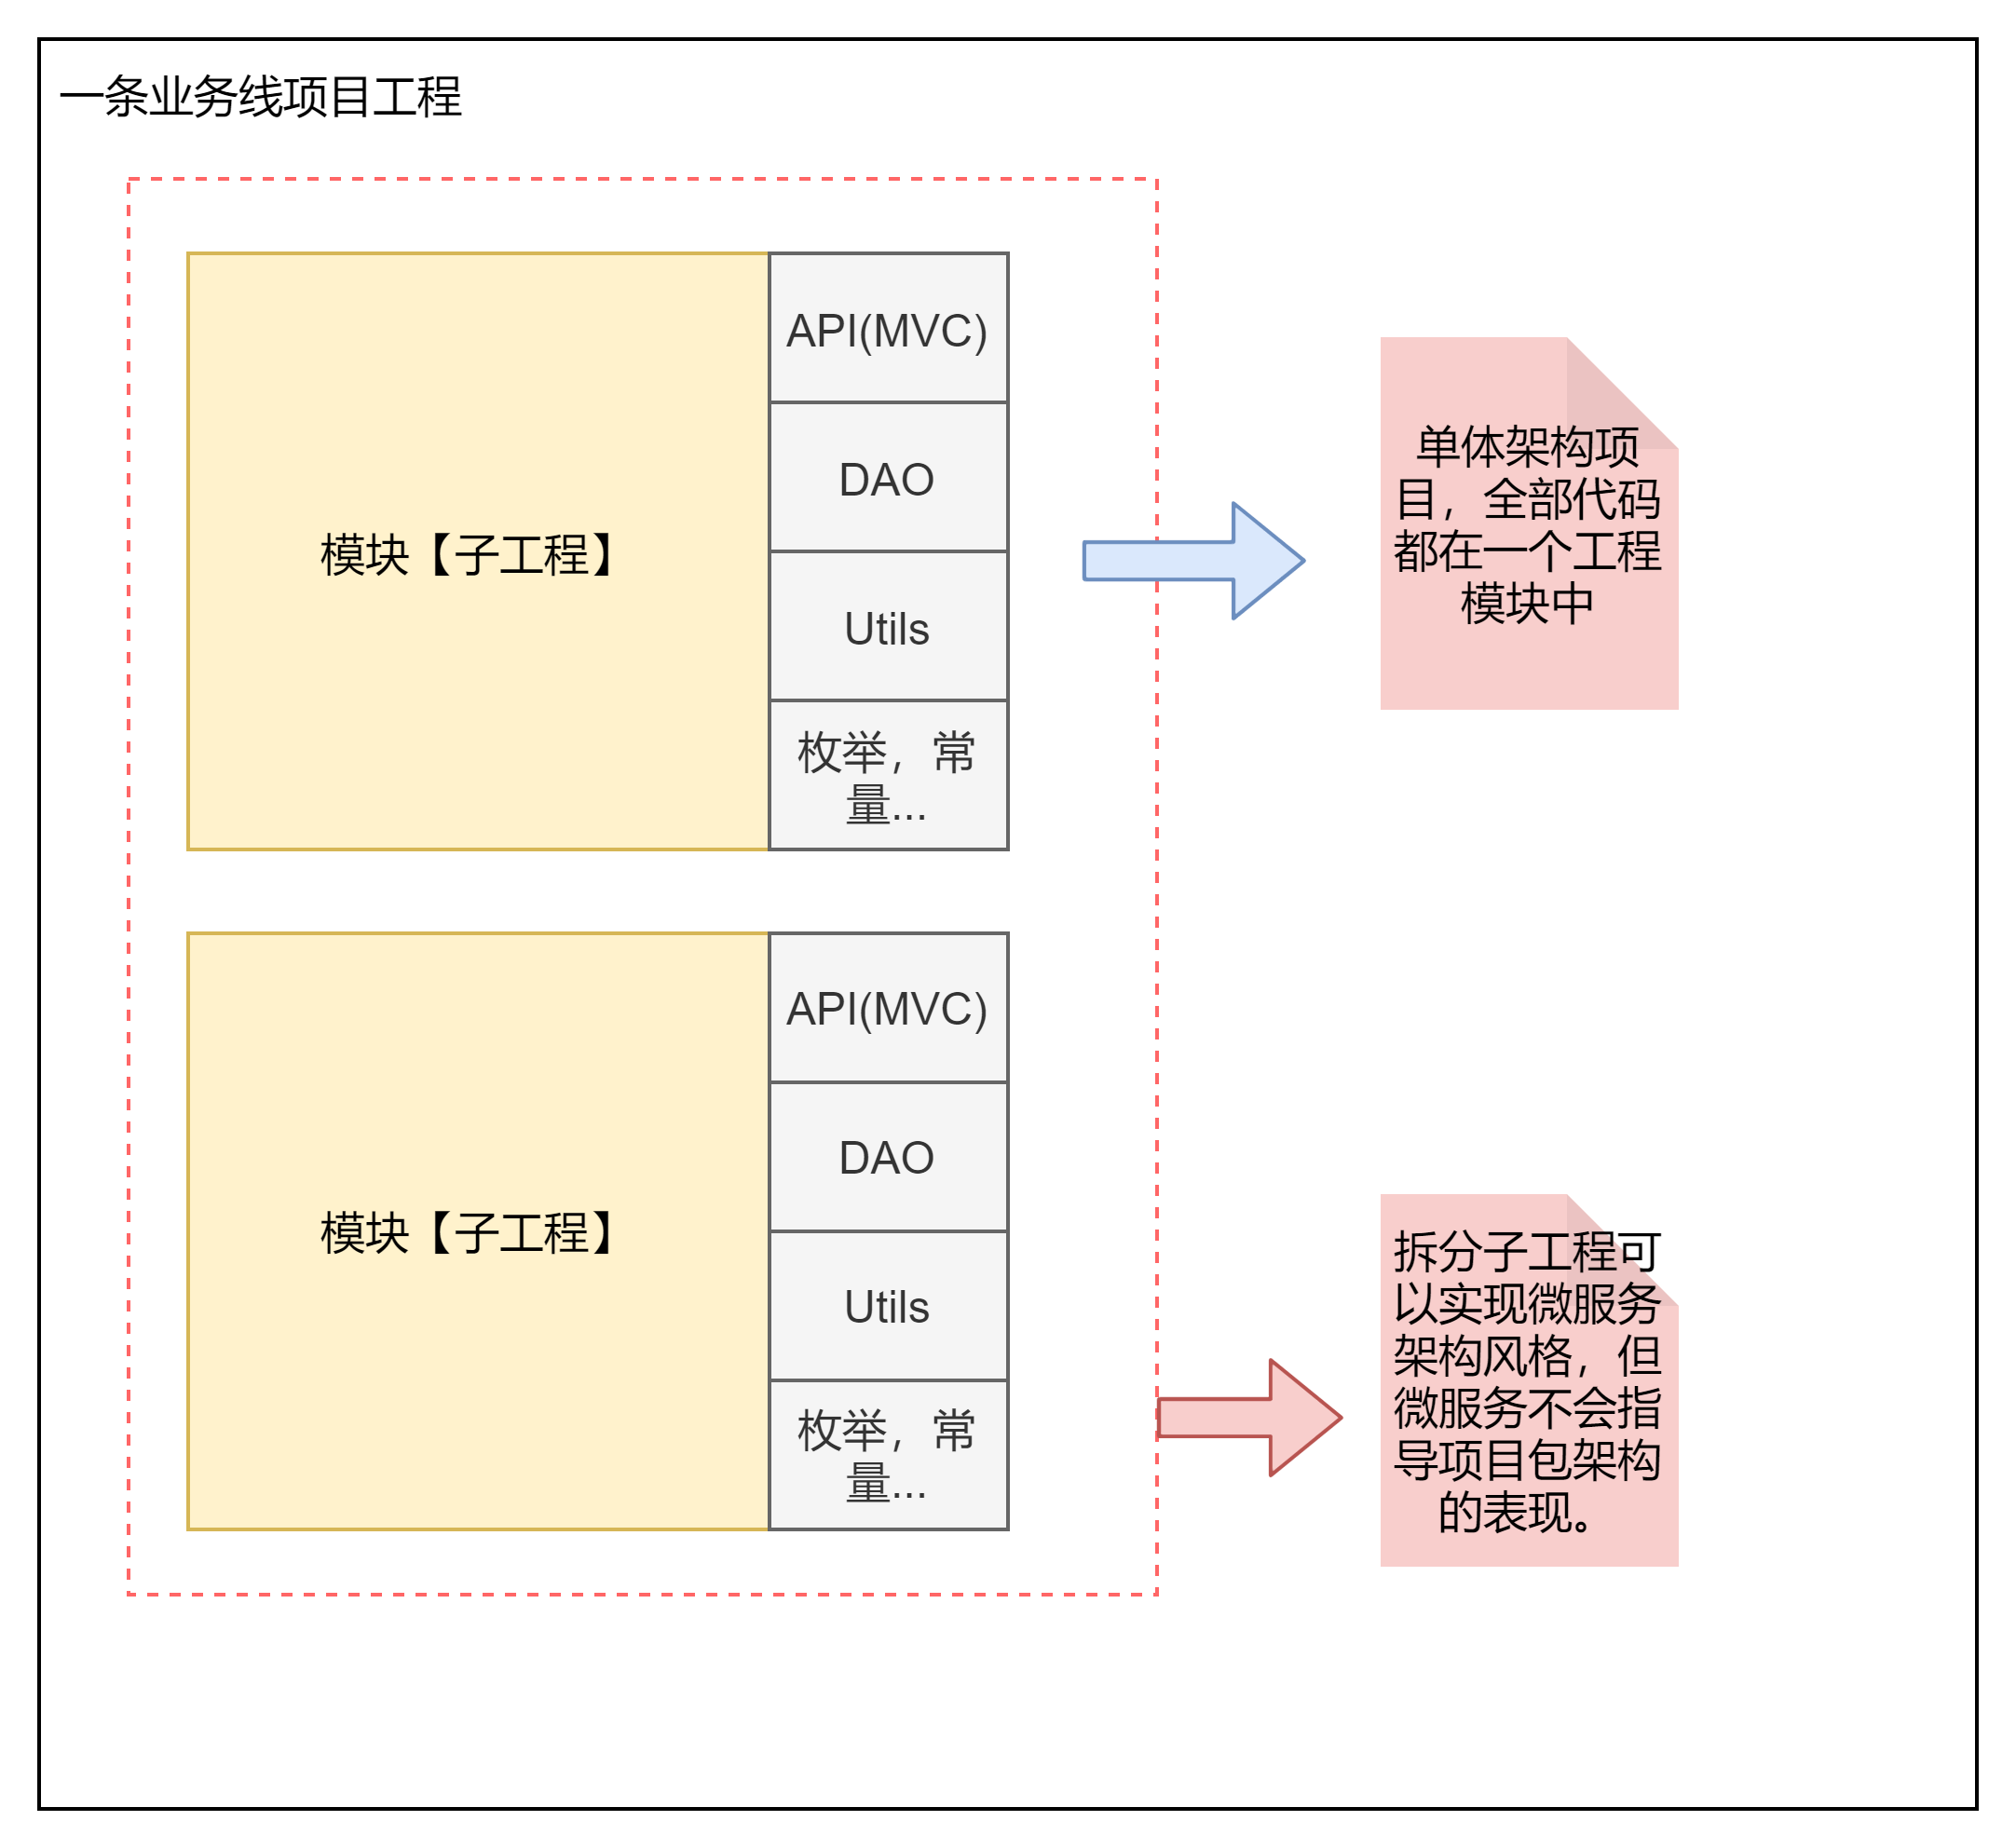 一条业务线项目工程
API(MVC)
DAO
模块【子工程】
Utils
枚举，常
量...
单体架构项
目，全部代码
都在一个工程
模块中
API(MVC)
DAO
模块【子工程】
Utils
枚举，常
量...
拆分子工程可
以实现微服务
架构风格，但
微服务不会指
导项目包架构
的表现。